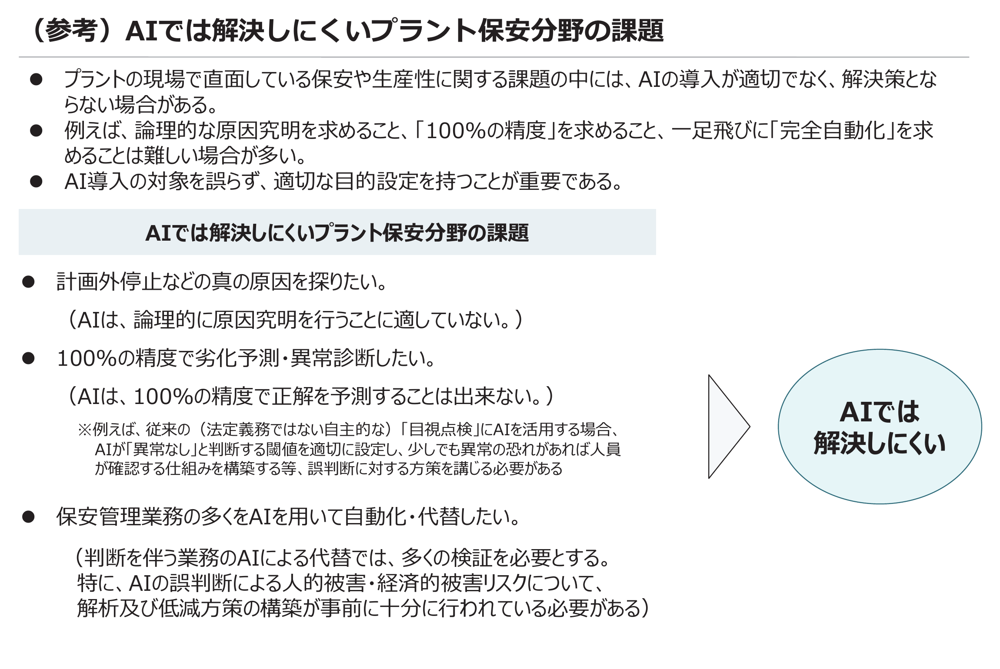 （参考）AIでは解決しにくいプラント保安分野の課題
● プラントの現場で直面している保安や生産性に関する課題の中には、AIの導入が適切でなく、解決策とな
らない場合がある。
● 例えば、論理的な原因究明を求めること、「100%の精度」を求めること、一足飛びに「完全自動化」を求
めることは難しい場合が多い。
● AI導入の対象を誤らず、適切な目的設定を持つことが重要である。
AIでは解決しにくいプラント保安分野の課題
● 計画外停止などの真の原因を探りたい。
（AIは、論理的に原因究明を行うことに適していない。）
● 100%の精度で劣化予測・異常診断したい。
（AIは、100%の精度で正解を予測することは出来ない。）
※例えば、従来の（法定義務ではない自主的な）「目視点検」にAIを活用する場合、
AIが「異常なし」と判断する閾値を適切に設定し、少しでも異常の恐れがあれば人員
が確認する仕組みを構築する等、誤判断に対する方策を講じる必要がある
● 保安管理業務の多くをAIを用いて自動化・代替したい。
（判断を伴う業務のAIによる代替では、多くの検証を必要とする。
特に、AIの誤判断による人的被害・経済的被害リスクについて、
解析及び低減方策の構築が事前に十分に行われている必要がある）
AIでは
解決しにくい